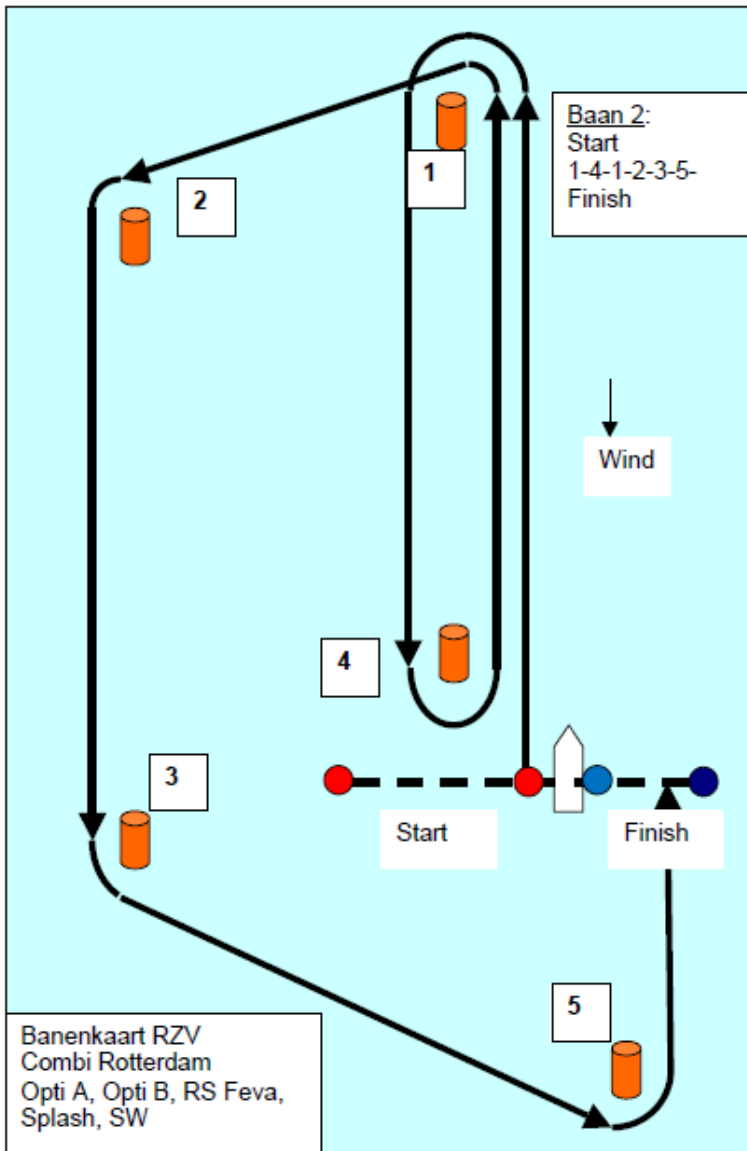 1
Baan 2:
Start
1-4-1-2-3-5-
Finish
2
Wind
4
3
Start
Finish
5
Banenkaart RZV
Combi Rotterdam
Opti A, Opti B, RS Feva,
Splash, SW